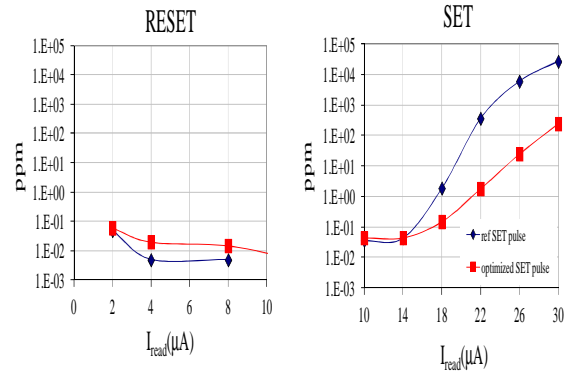 RESET
1.E+05
1.E+04
1.E+03
1.E+02
1.E+01
1.E+00
1.E-01
1.E-02
1.E-03
ppm
0
2
4
6
8
10
Iread(µA)
SET
1.E+05
1.E+04
1.E+03
1.E+02
1.E+01
1.E+00
1.E-01
1.E-02
1.E-03
ppm
10
14
18
22
26
30
Iread(µA)
ref SET pulse
optimized SET pulse